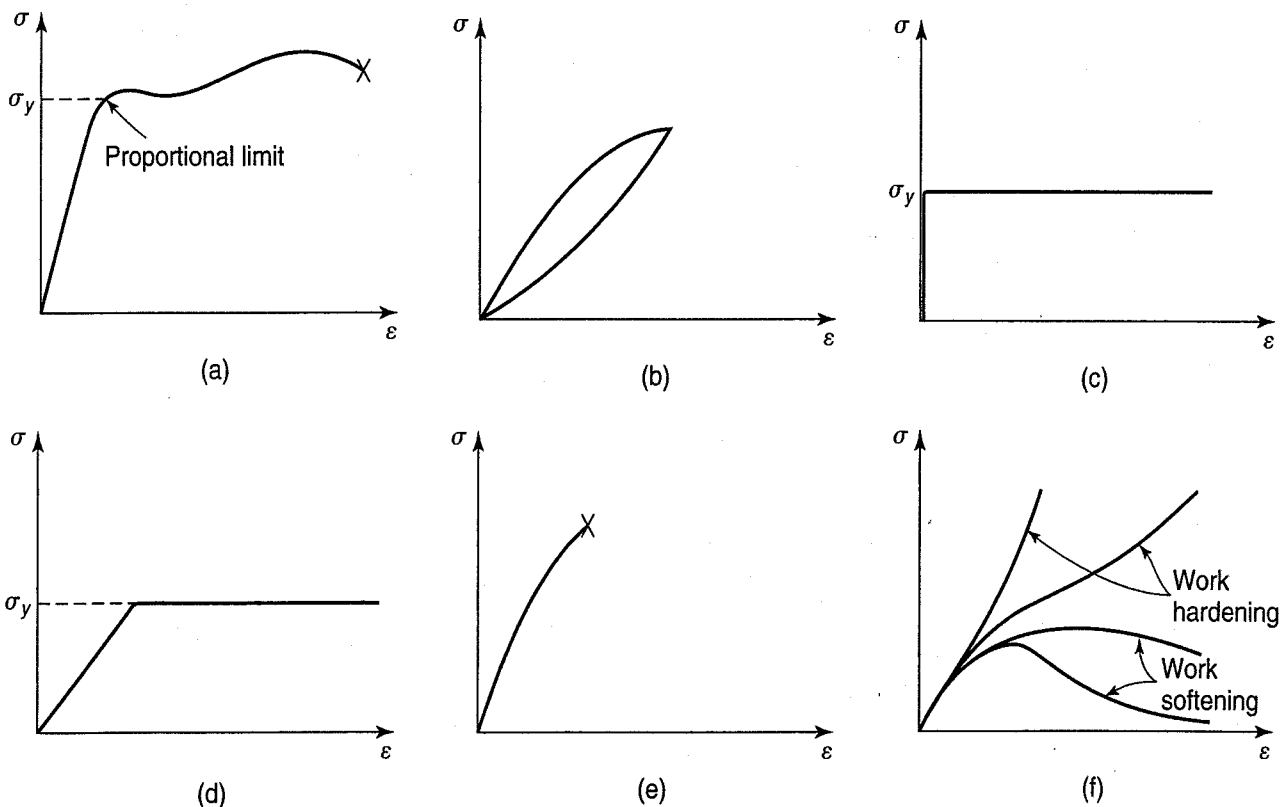 σ
σy
Proportional limit
ε
(a)
σ
ε
(b)
σ
σy
ε
(c)
σ
σy
ε
(d)
σ
ε
(e)
σ
Work
hardening
Work
softening
ε
(f)